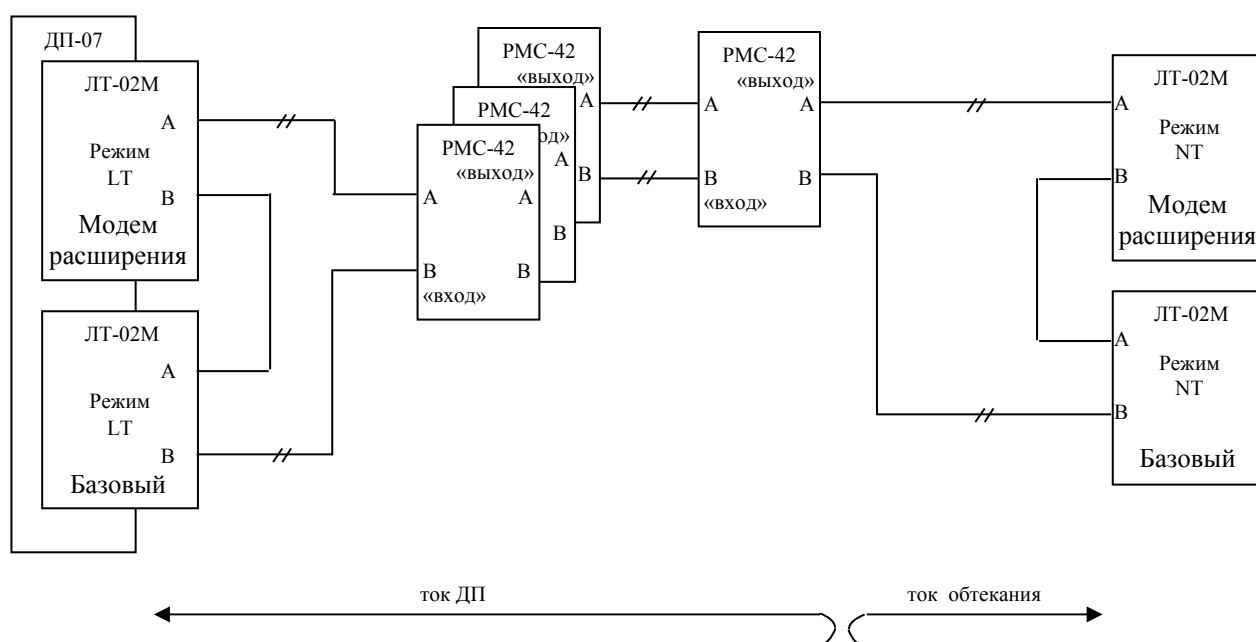 ДП-07
ЛТ-02М
А
Режим
LT
В
Модем
расширения
ЛТ-02М
А
Режим
LT
В
Базовый
РМС-42
«выход»
А
В
РМС-42
од»
А
В
РМС-42
«выход»
А
А
В
В
«вход»
РМС-42
«выход»
А
А
В
В
«вход»
ЛТ-02М
А
Режим
NT
В
Модем
расширения
ЛТ-02М
А
Режим
NT
В
Базовый
ток ДП
ток обтекания